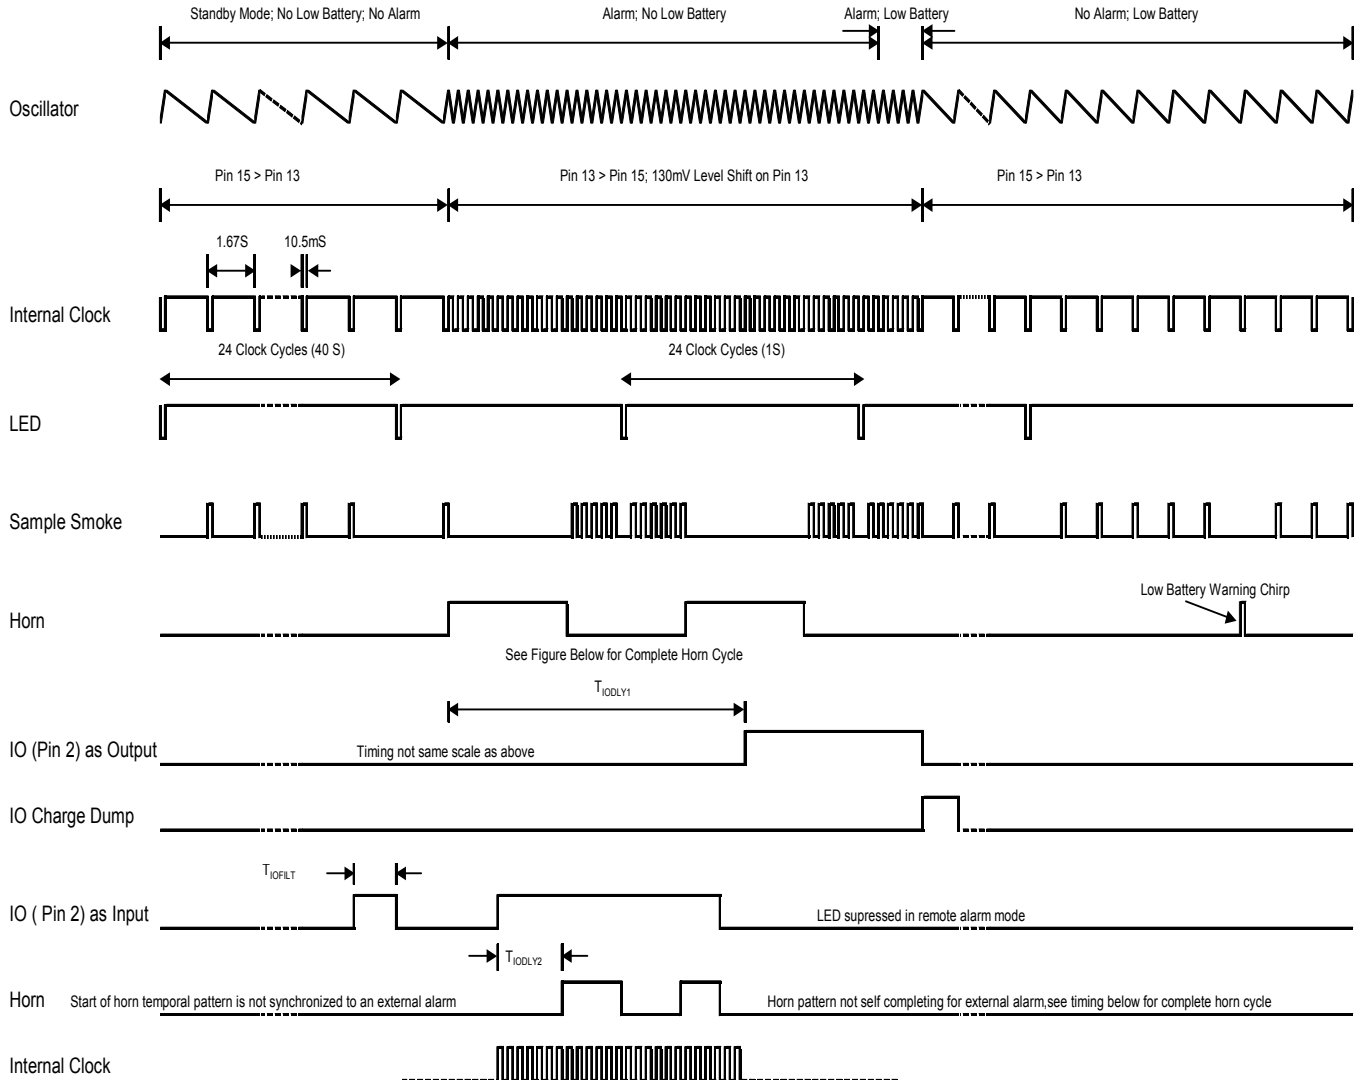 Standby Mode; No Low Battery; No Alarm
Alarm; No Low Battery
Alarm; Low Battery
No Alarm; Low Battery
Oscillator
Pin 15 > Pin 13
Pin 13 > Pin 15; 130mV Level Shift on Pin 13
Pin 15 > Pin 13
1.67S
10.5mS
Internal Clock
24 Clock Cycles (40 S)
24 Clock Cycles (1S)
LED
Sample Smoke
Low Battery Warning Chirp
Horn
See Figure Below for Complete Horn Cycle
TIODLY1
IO (Pin 2) as Output
Timing not same scale as above
IO Charge Dump
TIOFILT
IO ( Pin 2) as Input
LED supressed in remote alarm mode
TIODLY2
Horn
Start of horn temporal pattern is not synchronized to an external alarm
Horn pattern not self completing for external alarm,see timing below for complete horn cycle
Internal Clock